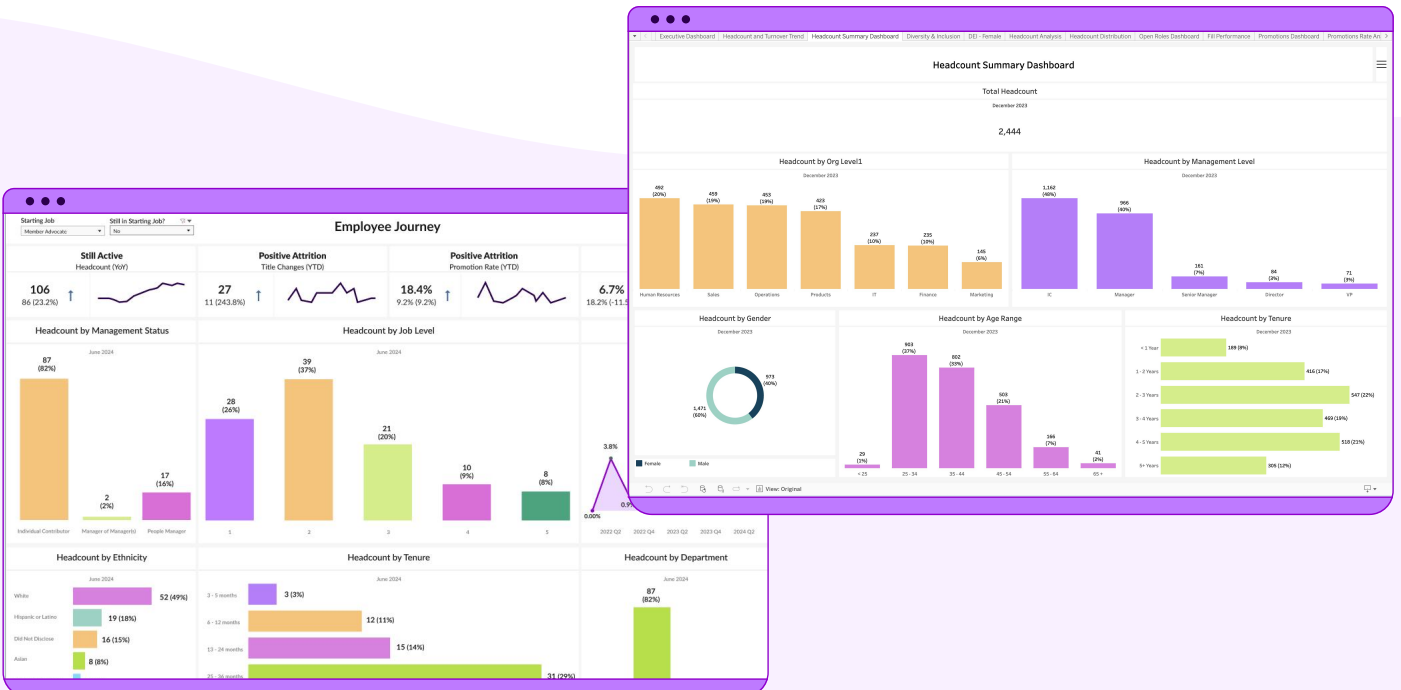 Executive Dashboard Headcount and Turnover Trend Headcount Summary Dashboard Diversity & Inclusion DEI - Female Headcount Analysis Headcount Distribution Open Roles Dashboard Fill Performance Promotions Dashboard Promotions Rate An
Headcount Summary Dashboard
Total Headcount
December 2023
2,444
Headcount by Org Level1
December 2023
492
(20%)
459
(19%)
453
(19%)
423
(17%)
237
(10%)
235
(10%)
145
(6%)
Human Resources Sales Operations Products IT Finance Marketing
Headcount by Management Level
December 2023
1,162
(48%)
966
(40%)
161
(7%)
84
(3%)
71
(3%)
IC Manager Senior Manager Director VP
Headcount by Gender
December 2023
973
(40%)
1,471
(60%)
Female Male
Headcount by Age Range
December 2023
29
(1%)
903
(37%)
802
(33%)
503
(21%)
166
(7%)
41
(2%)
< 25 25 - 34 35 - 44 45 - 54 55 - 64 65 +
Headcount by Tenure
December 2023
< 1 Year 189 (8%)
1 - 2 Years 416 (17%)
2 - 3 Years 547 (22%)
3 - 4 Years 469 (19%)
4 - 5 Years 518 (21%)
5+ Years 305 (12%)
View: Original
Starting Job
Member Advocate
Still in Starting Job?
No
Employee Journey
Still Active
Headcount (YoY)
106
86 (23.2%)
Positive Attrition
Title Changes (YTD)
27
11 (243.8%)
Positive Attrition
Promotion Rate (YTD)
18.4%
9.2% (9.2%)
6.7%
18.2% (-11.5
Headcount by Management Status
June 2024
87
(82%)
2
(2%)
17
(16%)
Individual Contributor Manager of Manager(s) People Manager
Headcount by Job Level
June 2024
28
(26%)
39
(37%)
21
(20%)
10
(9%)
8
(8%)
1 2 3 4 5
3.8%
0.9%
0.00%
2022 Q2 2022 Q4 2023 Q2 2023 Q4 2024 Q2
Headcount by Ethnicity
June 2024
White 52 (49%)
Hispanic or Latino 19 (18%)
Did Not Disclose 16 (15%)
Asian 8 (8%)
Headcount by Tenure
June 2024
3 - 5 months 3 (3%)
6 - 12 months 12 (11%)
13 - 24 months 15 (14%)
25 - 36 months 31 (29%)
Headcount by Department
June 2024
87
(82%)